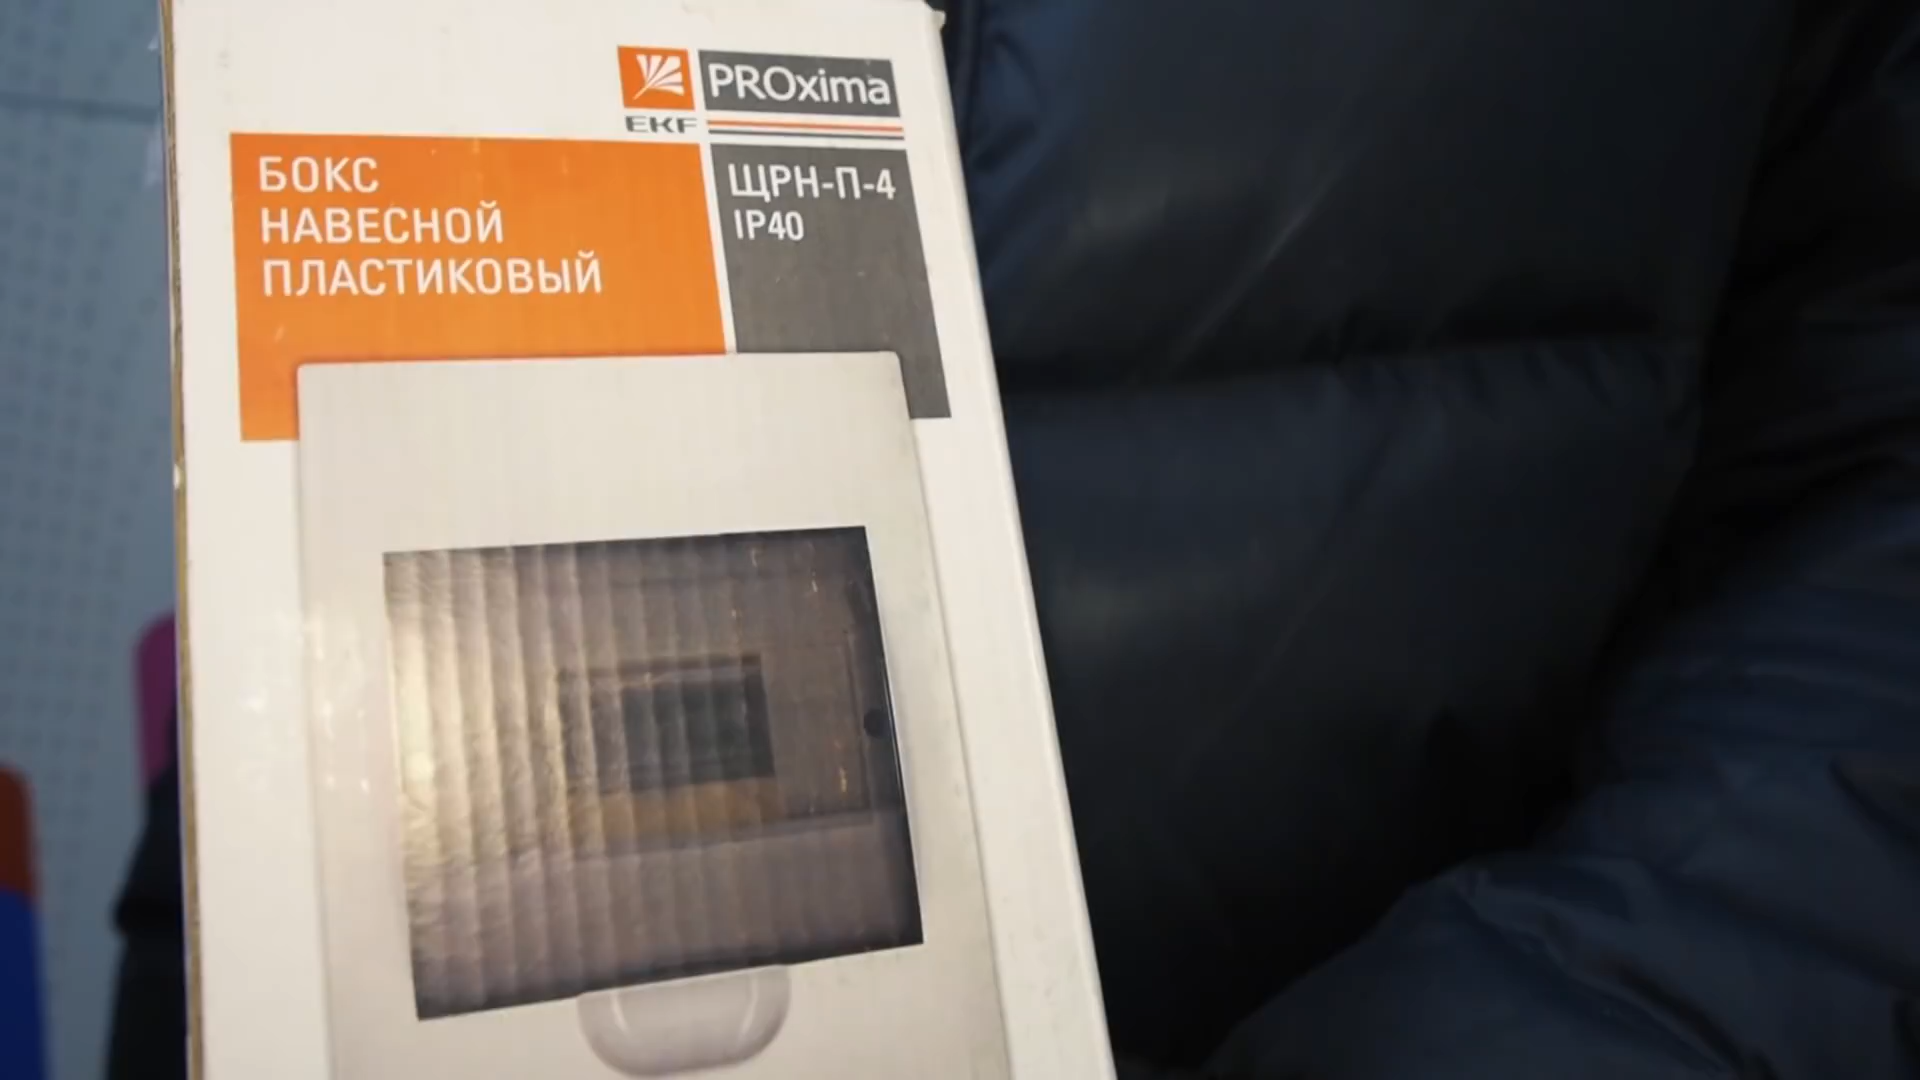 PROxima
EKF
БОКС
НАВЕСНОЙ
ПЛАСТИКОВЫЙ
ЩРН-П-4
IP40